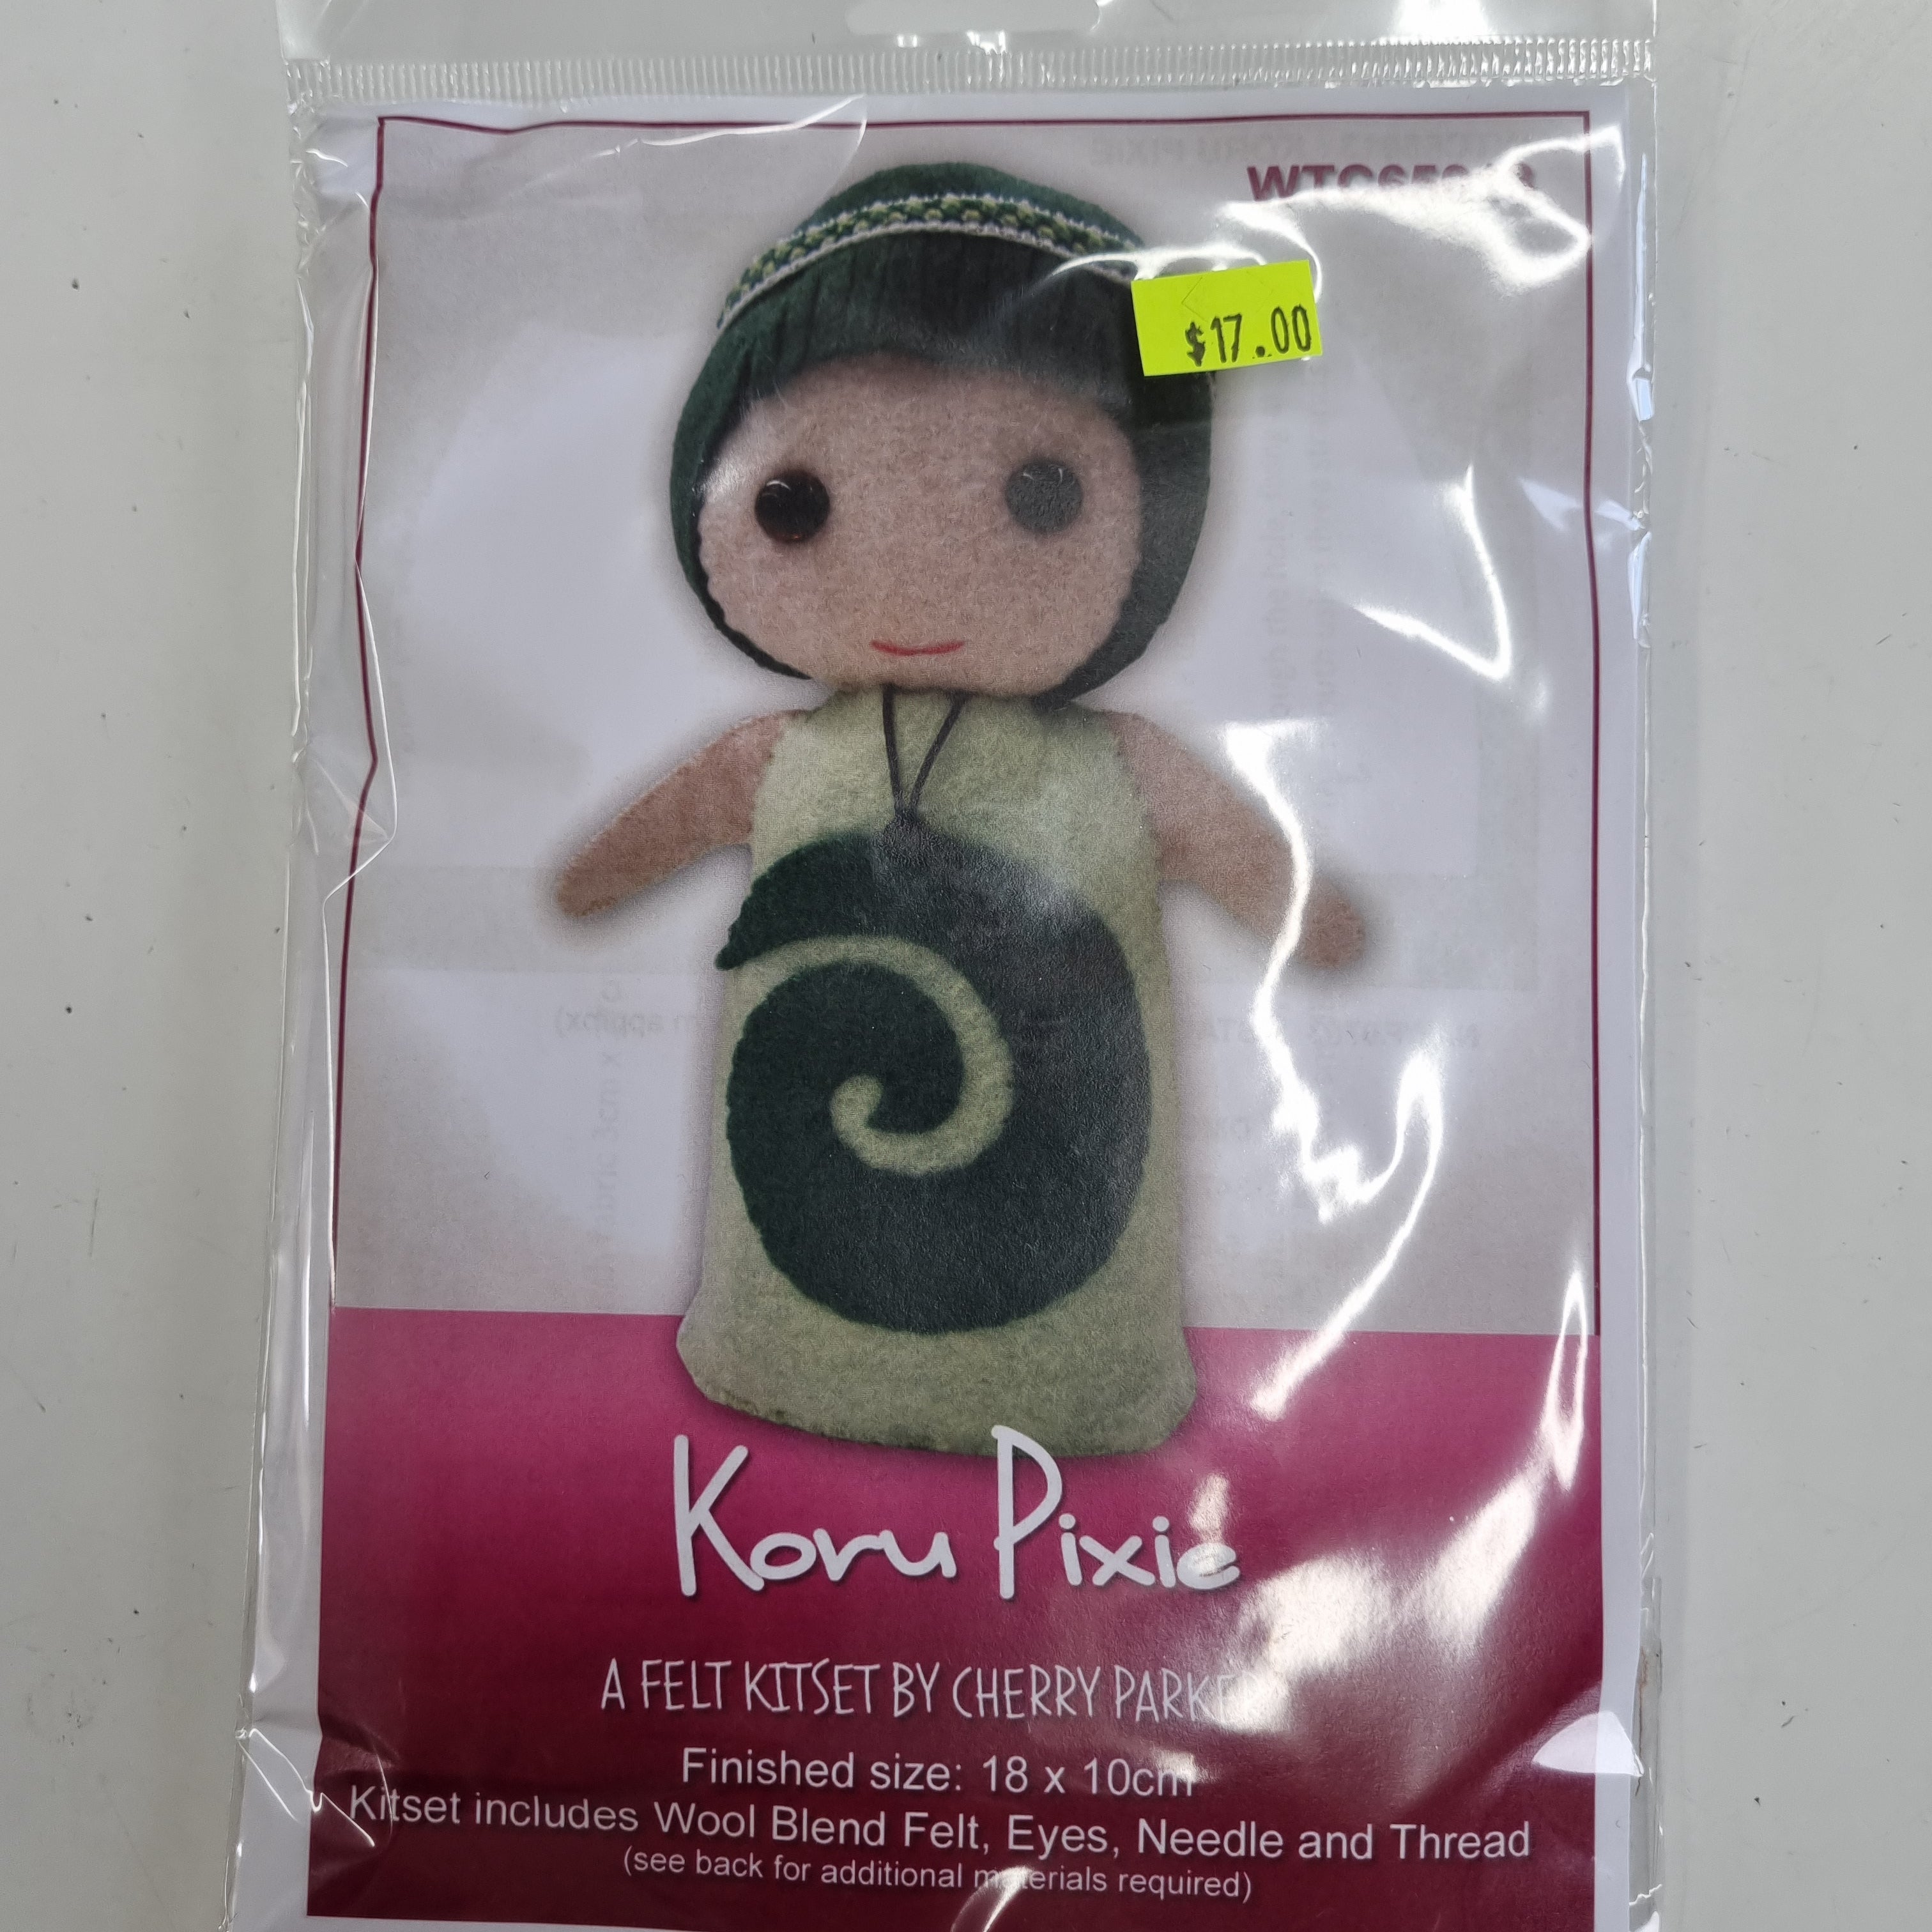 $17.00
Koru Pixie
A FELT KITSET BY CHERRY PARKER
Finished size: 18 x 10cm
Kitset includes Wool Blend Felt, Eyes, Needle and Thread
(see back for additional materials required)